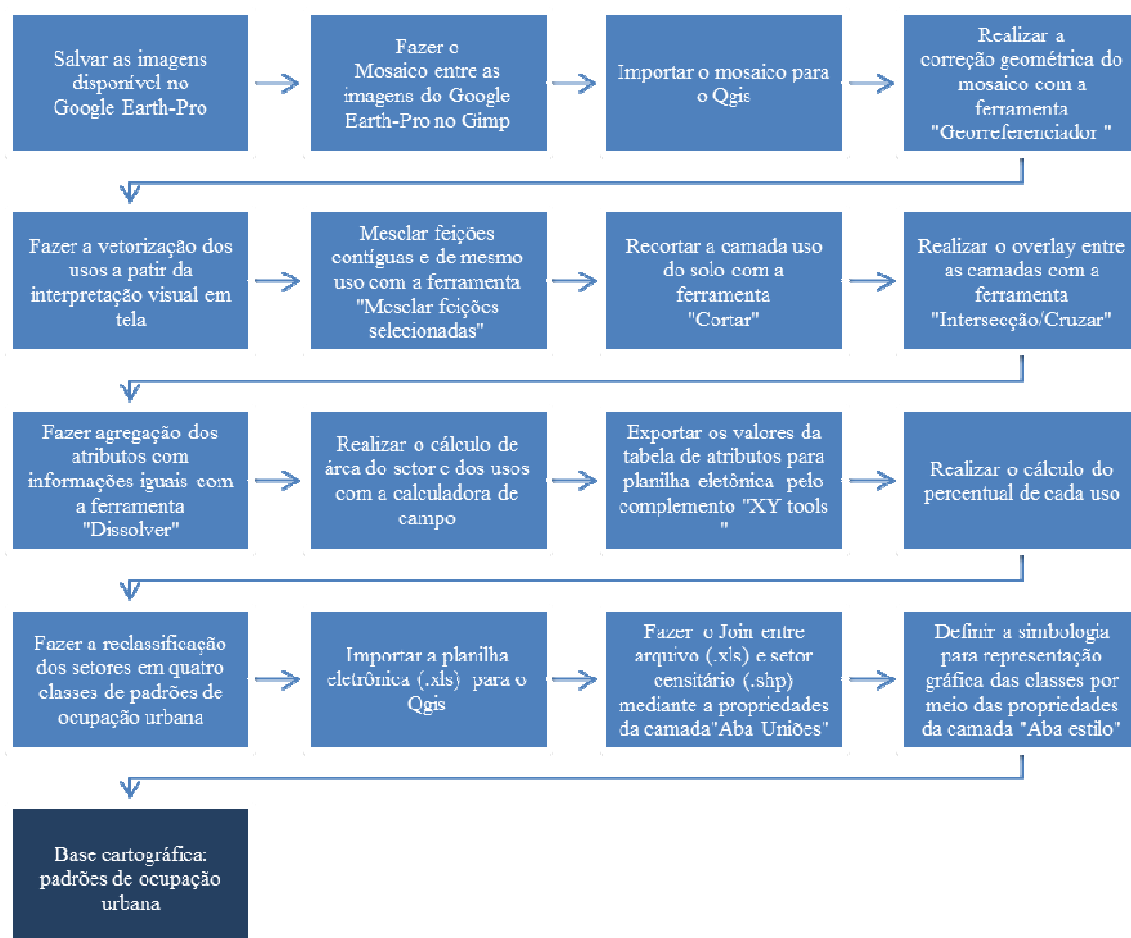 Salvar as imagens
disponível no
Google Earth-Pro
Fazer o
Mosaico entre as
imagens do Google
Earth-Pro no Gimp
Importar o mosaico para
o Qgis
Realizar a
correção geométrica do
mosaico com a
ferramenta
"Georreferenciador "
Fazer a vetorização dos
usos a patir da
interpretação visual em
tela
Mesclar feições
contíguas e de mesmo
uso com a ferramenta
"Mesclar feições
selecionadas"
Recortar a camada uso
do solo com a
ferramenta
"Cortar"
Realizar o overlay entre
as camadas com a
ferramenta
"Intersecção/Cruzar"
Fazer agregação dos
atributos com
informações iguais com
a ferramenta
"Dissolver"
Realizar o cálculo de
área do setor e dos usos
com a calculadora de
campo
Exportar os valores da
tabela de atributos para
planilha eletônica pelo
complemento "XY tools
"
Realizar o cálculo do
percentual de cada uso
Fazer a reclassificação
dos setores em quatro
classes de padrões de
ocupação urbana
Importar a planilha
eletrônica (.xls) para o
Qgis
Fazer o Join entre
arquivo (.xls) e setor
censitário (.shp)
mediante a propriedades
da camada"Aba Uniões"
Definir a simbologia
para representação
gráfica das classes por
meio das propriedades
da camada "Aba estilo"
Base cartográfica:
padrões de ocupação
urbana